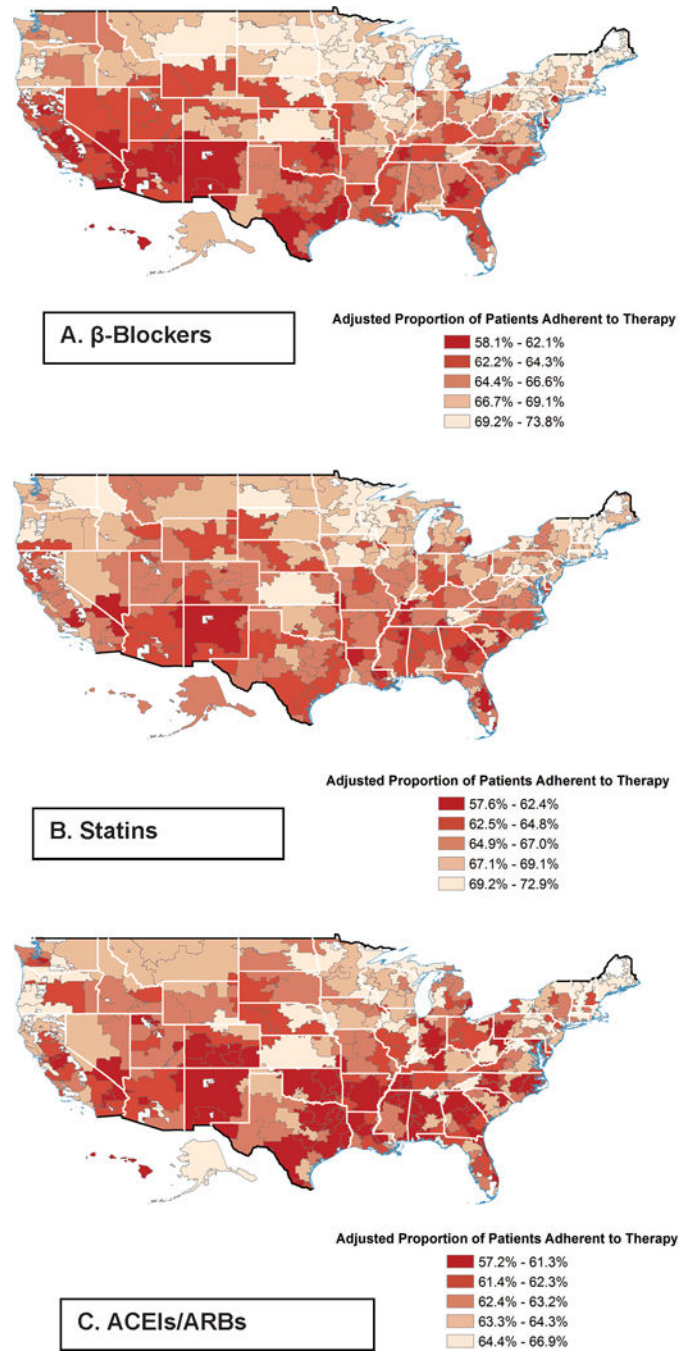 A. β-Blockers
Adjusted Proportion of Patients Adherent to Therapy
58.1% - 62.1%
62.2% - 64.3%
64.4% - 66.6%
66.7% - 69.1%
69.2% - 73.8%
B. Statins
Adjusted Proportion of Patients Adherent to Therapy
57.6% - 62.4%
62.5% - 64.8%
64.9% - 67.0%
67.1% - 69.1%
69.2% - 72.9%
C. ACEIs/ARBs
Adjusted Proportion of Patients Adherent to Therapy
57.2% - 61.3%
61.4% - 62.3%
62.4% - 63.2%
63.3% - 64.3%
64.4% - 66.9%